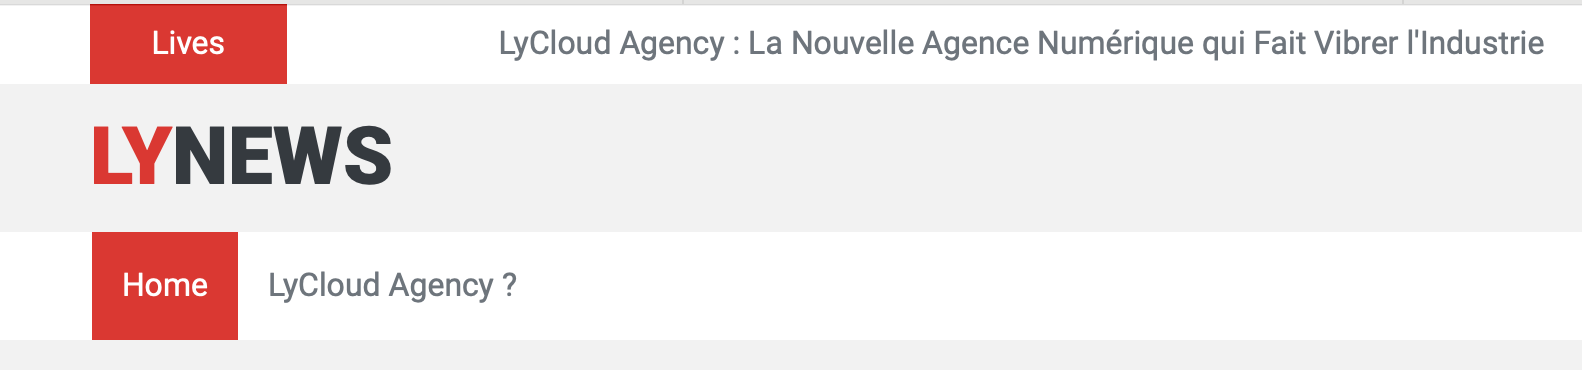 Lives
LyCloud Agency : La Nouvelle Agence Numérique qui Fait Vibrer l'Industrie
LYNEWS
Home
LyCloud Agency ?